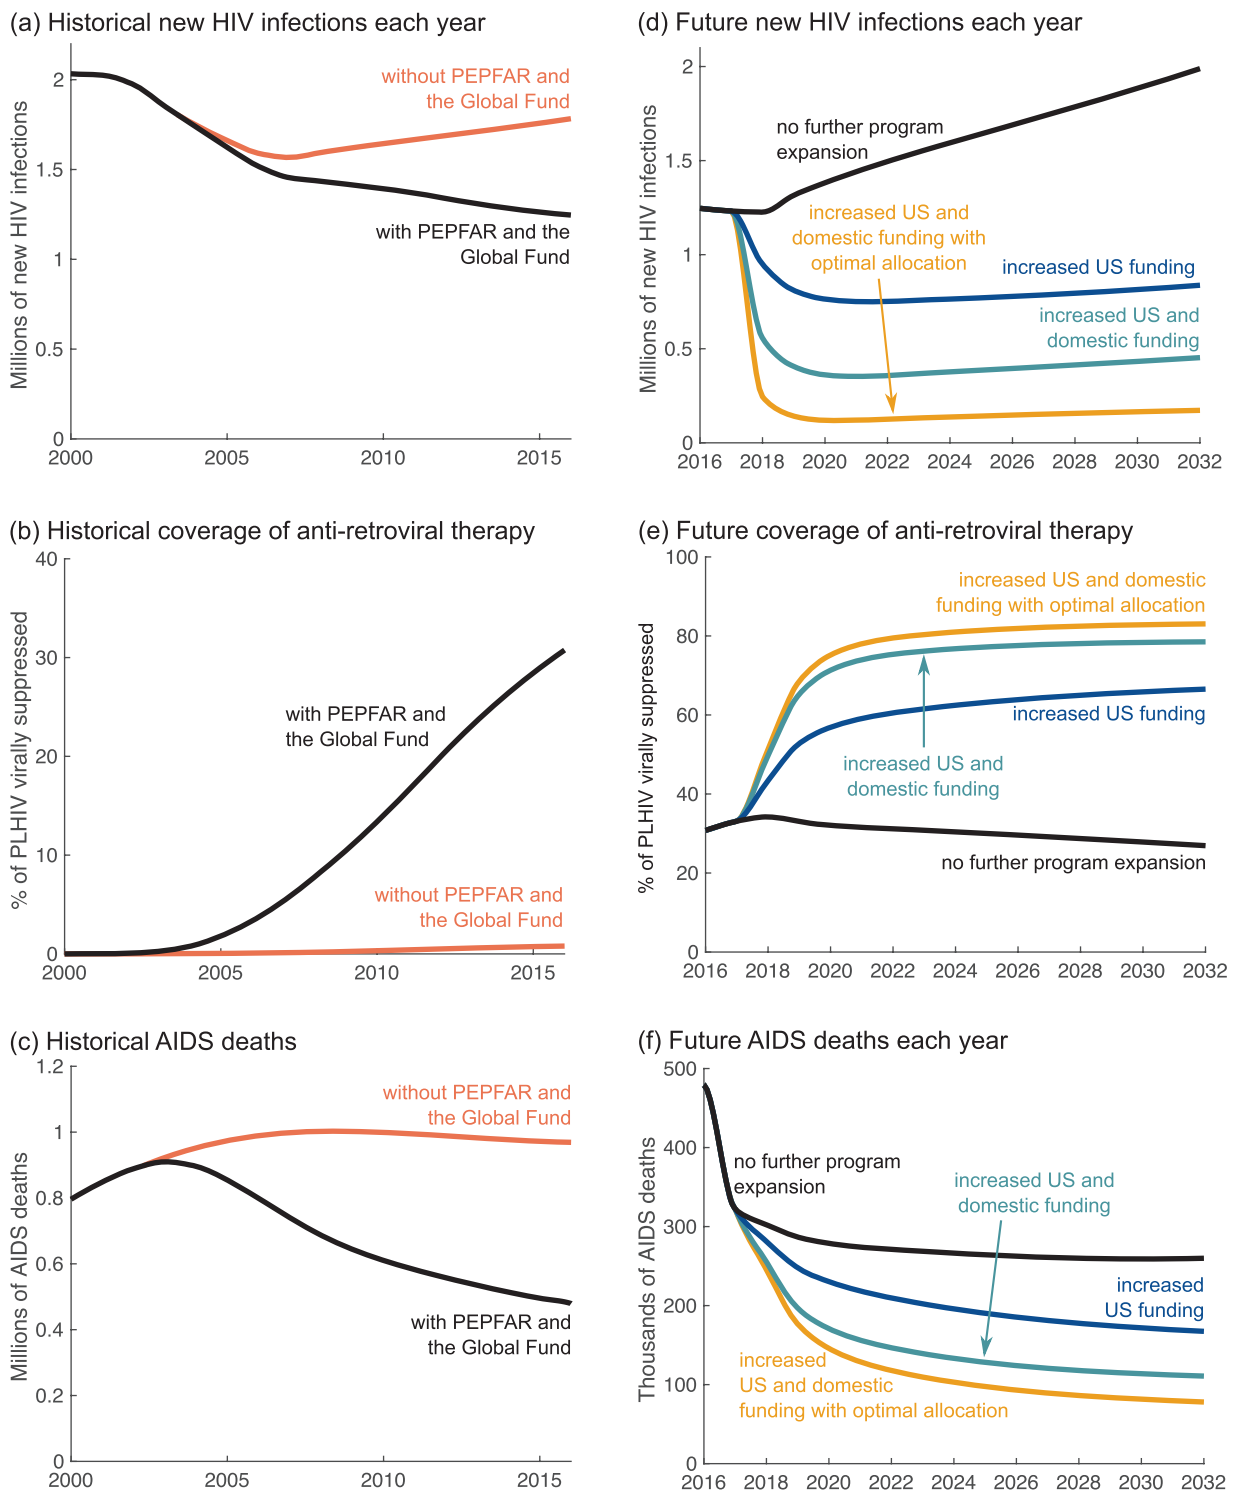 (a) Historical new HIV infections each year
Millions of new HIV infections
2
1.5
1
0.5
0
2000
2005
2010
2015
without PEPFAR and
the Global Fund
with PEPFAR and the
Global Fund
(d) Future new HIV infections each year
Millions of new HIV infections
2
1.5
1
0.5
0
2016
2018
2020
2022
2024
2026
2028
2030
2032
no further program
expansion
increased US and
domestic funding with
optimal allocation
increased US funding
increased US and
domestic funding
(b) Historical coverage of anti-retroviral therapy
% of PLHIV virally suppressed
40
30
20
10
0
2000
2005
2010
2015
with PEPFAR and
the Global Fund
without PEPFAR and
the Global Fund
(e) Future coverage of anti-retroviral therapy
% of PLHIV virally suppressed
100
80
60
40
20
0
2016
2018
2020
2022
2024
2026
2028
2030
2032
increased US and domestic
funding with optimal allocation
increased US funding
increased US and
domestic funding
no further program expansion
(c) Historical AIDS deaths
Millions of AIDS deaths
1.2
1
0.8
0.6
0.4
0.2
0
2000
2005
2010
2015
without PEPFAR and
the Global Fund
with PEPFAR and
the Global Fund
(f) Future AIDS deaths each year
Thousands of AIDS deaths
500
400
300
200
100
0
2016
2018
2020
2022
2024
2026
2028
2030
2032
no further program
expansion
increased US and
domestic funding
increased
US funding
increased
US and domestic
funding with optimal allocation